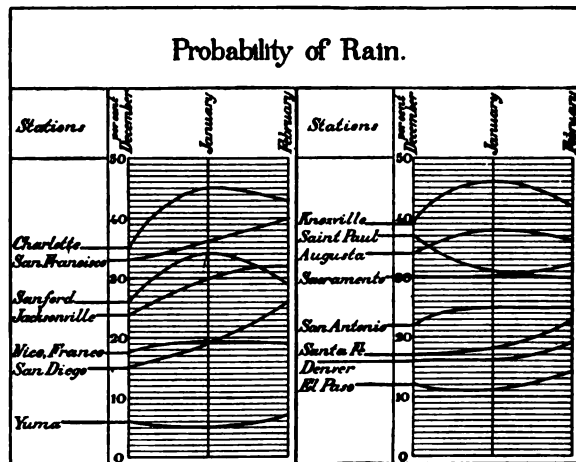 Probability of Rain.
Stations
per cent
December
January
February
50
40
Charlotte
San Francisco
30
Sanford
Jacksonville
20
Nice, France
San Diego
10
Yuma
0
Stations
per cent
December
January
February
50
Knoxville
40
Saint Paul
Augusta
Sacramento
30
San Antonio
20
Santa Fé
Denver
El Paso
10
0